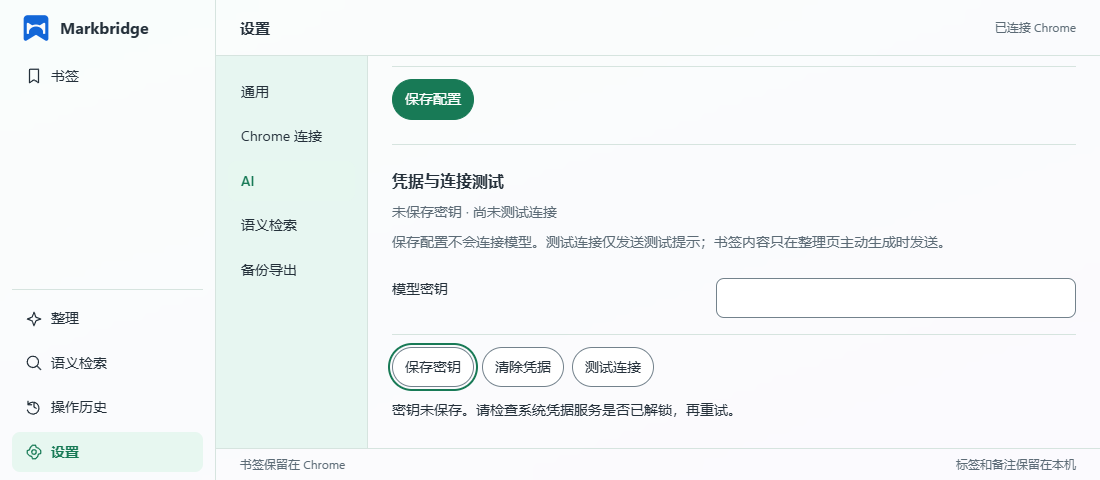 Markbridge
书签
整理
语义检索
操作历史
设置
设置
已连接 Chrome
通用
Chrome 连接
AI
语义检索
备份导出
保存配置
凭据与连接测试
未保存密钥 · 尚未测试连接
保存配置不会连接模型。测试连接仅发送测试提示；书签内容只在整理页主动生成时发送。
模型密钥
保存密钥
清除凭据
测试连接
密钥未保存。请检查系统凭据服务是否已解锁，再重试。
书签保留在 Chrome
标签和备注保留在本机